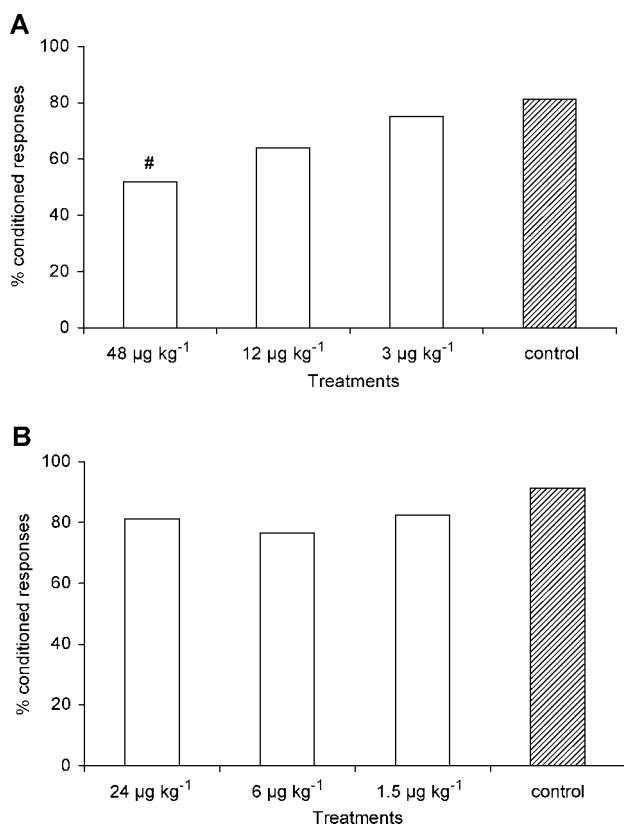 A
100
80
60
40
20
0
% conditioned responses
#
48 µg kg⁻¹ 12 µg kg⁻¹ 3 µg kg⁻¹ control
Treatments
B
100
80
60
40
20
0
% conditioned responses
24 µg kg⁻¹ 6 µg kg⁻¹ 1.5 µg kg⁻¹ control
Treatments